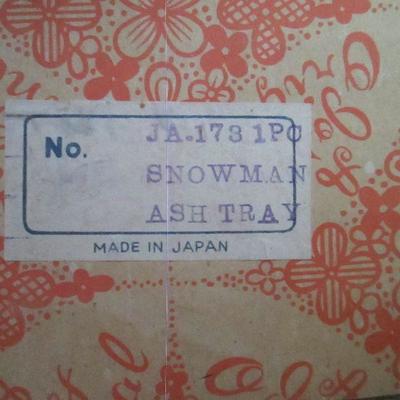 No. JA-173 1PC
SNOWMAN
ASH TRAY
MADE IN JAPAN